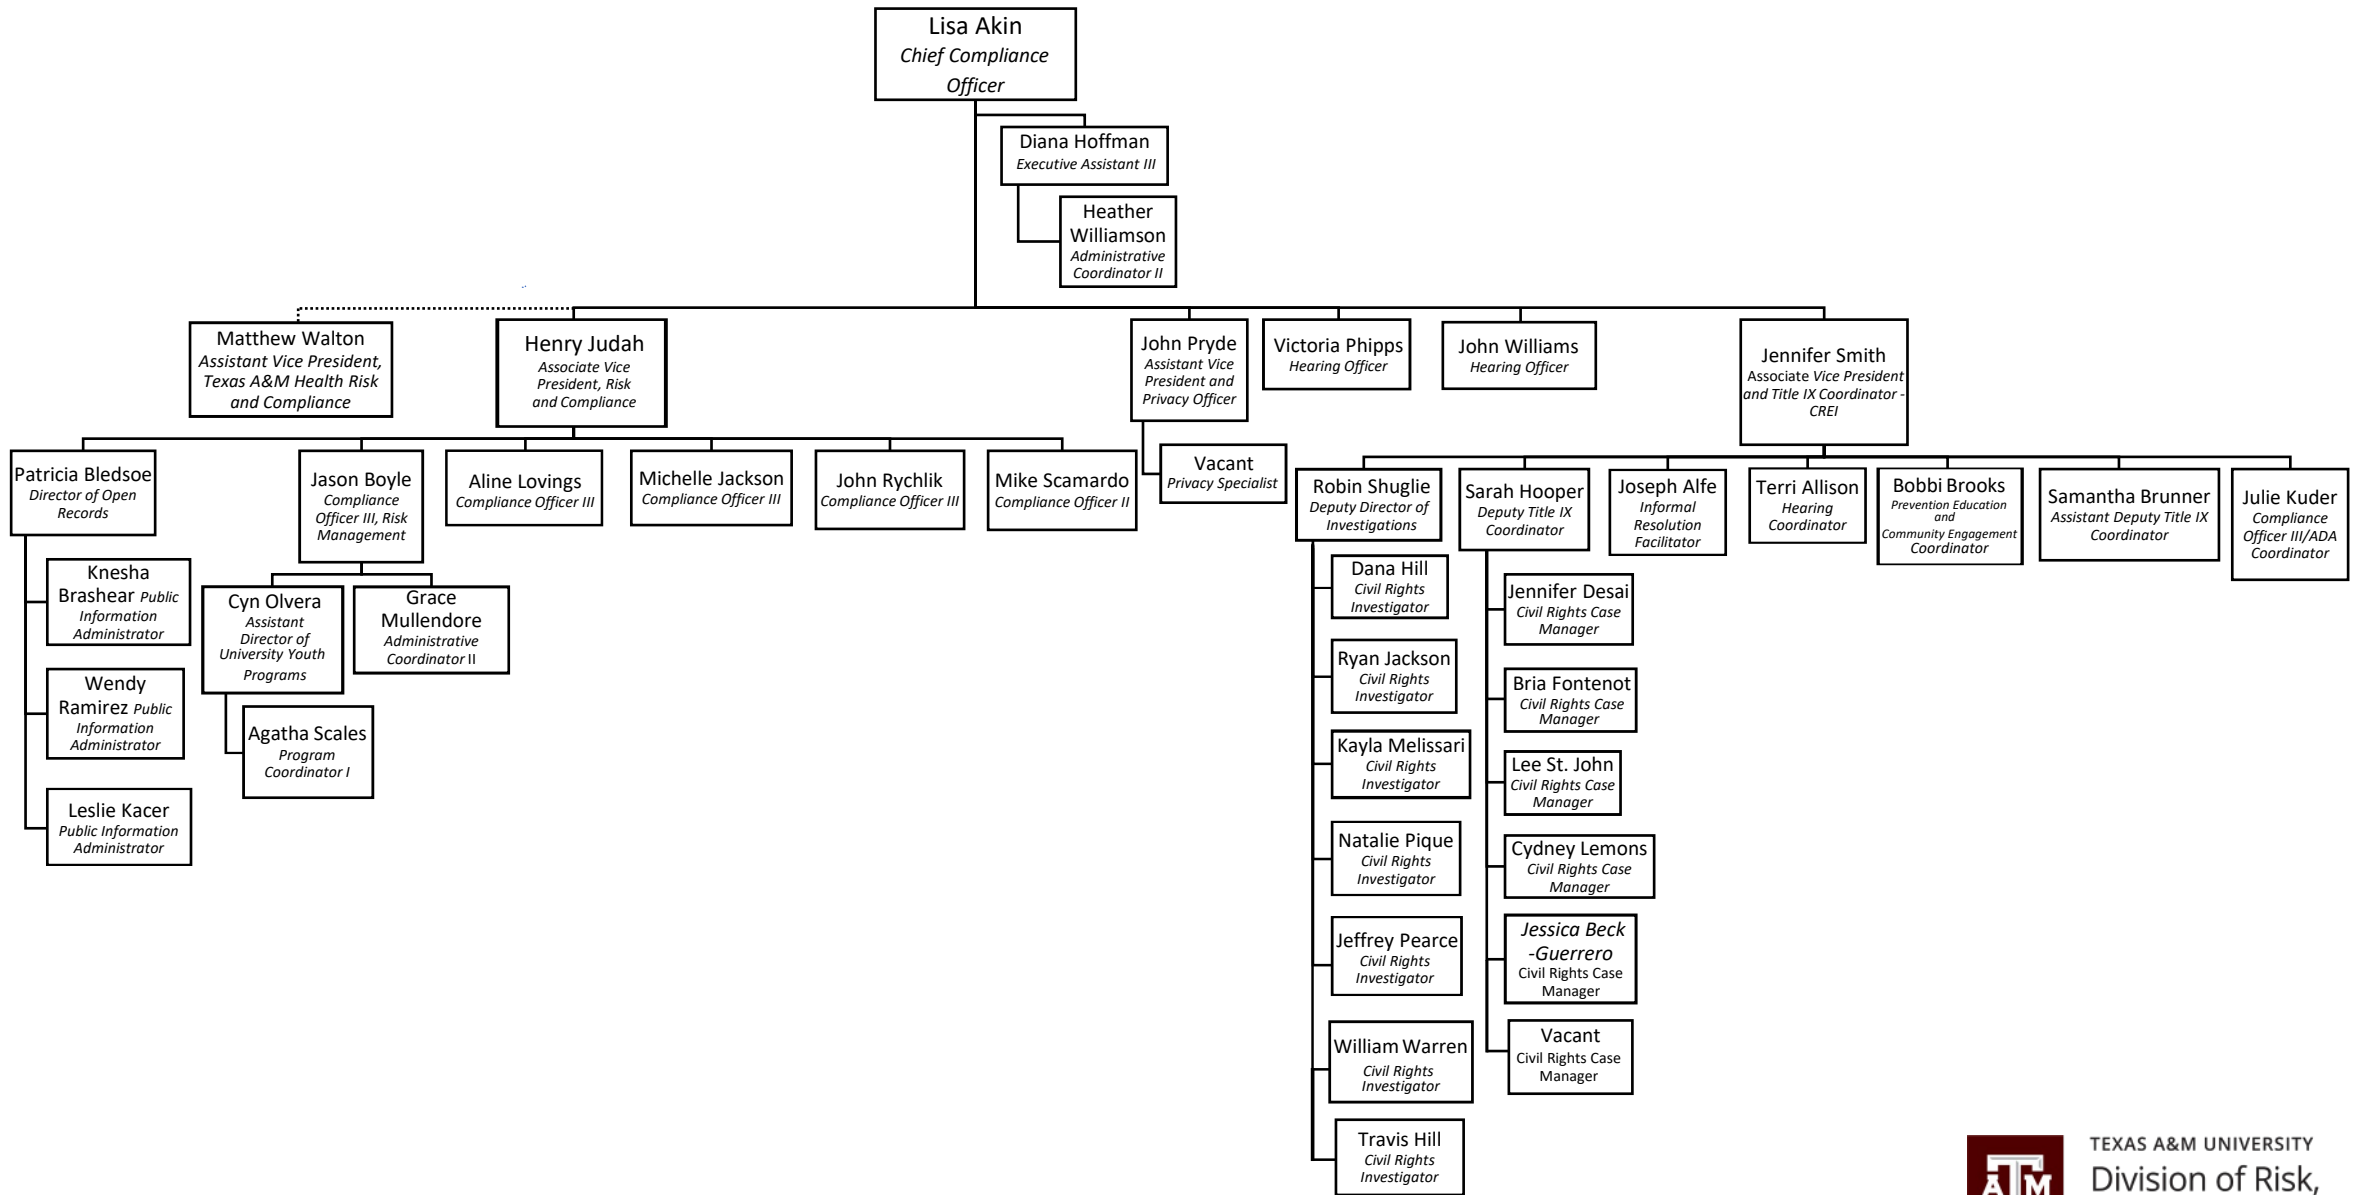 Lisa Akin
Chief Compliance
Officer
Diana Hoffman
Executive Assistant III
Heather
Williamson
Administrative
Coordinator II
Matthew Walton
Assistant Vice President,
Texas A&M Health Risk
and Compliance
Henry Judah
Associate Vice
President, Risk
and Compliance
John Pryde
Assistant Vice
President and
Privacy Officer
Victoria Phipps
Hearing Officer
John Williams
Hearing Officer
Jennifer Smith
Associate Vice President
and Title IX Coordinator -
CREI
Patricia Bledsoe
Director of Open
Records
Jason Boyle
Compliance
Officer III, Risk
Management
Aline Lovings
Compliance Officer III
Michelle Jackson
Compliance Officer III
John Rychlik
Compliance Officer III
Mike Scamardo
Compliance Officer II
Vacant
Privacy Specialist
Robin Shuglie
Deputy Director of
Investigations
Sarah Hooper
Deputy Title IX
Coordinator
Joseph Alfe
Informal
Resolution
Facilitator
Terri Allison
Hearing
Coordinator
Bobbi Brooks
Prevention Education
and
Community Engagement
Coordinator
Samantha Brunner
Assistant Deputy Title IX
Coordinator
Julie Kuder
Compliance
Officer III/ADA
Coordinator
Knesha
Brashear Public
Information
Administrator
Wendy
Ramirez Public
Information
Administrator
Leslie Kacer
Public Information
Administrator
Cyn Olvera
Assistant
Director of
University Youth
Programs
Grace
Mullendore
Administrative
Coordinator II
Agatha Scales
Program
Coordinator I
Dana Hill
Civil Rights
Investigator
Ryan Jackson
Civil Rights
Investigator
Kayla Melissari
Civil Rights
Investigator
Natalie Pique
Civil Rights
Investigator
Jeffrey Pearce
Civil Rights
Investigator
William Warren
Civil Rights
Investigator
Travis Hill
Civil Rights
Investigator
Jennifer Desai
Civil Rights Case
Manager
Bria Fontenot
Civil Rights Case
Manager
Lee St. John
Civil Rights Case
Manager
Cydney Lemons
Civil Rights Case
Manager
Jessica Beck
-Guerrero
Civil Rights Case
Manager
Vacant
Civil Rights Case
Manager
ATM
TEXAS A&M UNIVERSITY
Division of Risk,